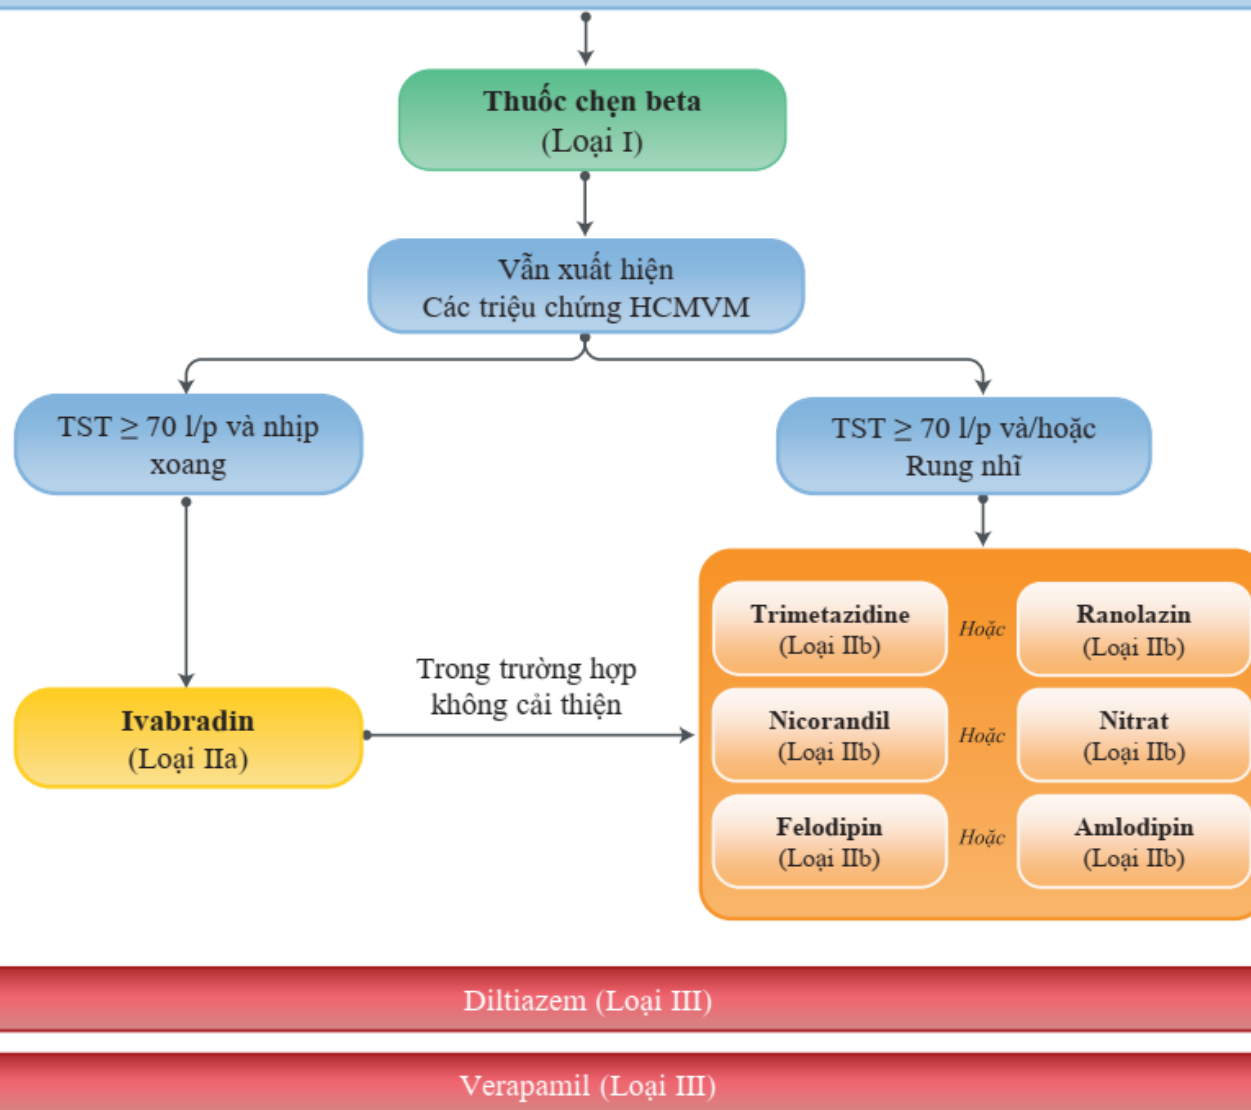 Thuốc chẹn beta
(Loại I)
Vẫn xuất hiện
Các triệu chứng HCMVM
TST ≥ 70 l/p và nhịp
xoang
TST ≥ 70 l/p và/hoặc
Rung nhĩ
Trimetazidine
(Loại IIb)
Hoặc
Ranolazin
(Loại IIb)
Trong trường hợp
không cải thiện
Ivabradin
(Loại IIa)
Nicorandil
(Loại IIb)
Hoặc
Nitrat
(Loại IIb)
Felodipin
(Loại IIb)
Hoặc
Amlodipin
(Loại IIb)
Diltiazem (Loại III)
Verapamil (Loại III)